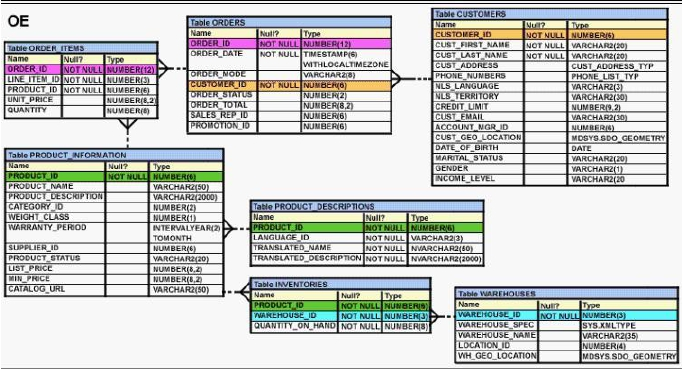 OE
Table ORDER_ITEMS
Name Null? Type
ORDER_ID NOT NULL NUMBER(12)
LINE_ITEM_ID NOT NULL NUMBER(3)
PRODUCT_ID NOT NULL NUMBER(6)
UNIT_PRICE NUMBER(8,2)
QUANTITY NUMBER(8)
Table ORDERS
Name Null? Type
ORDER_ID NOT NULL NUMBER(12)
ORDER_DATE NOT NULL TIMESTAMP(6)
WITHLOCALTIMEZONE
ORDER_MODE VARCHAR2(8)
CUSTOMER_ID NOT NULL NUMBER(6)
ORDER_STATUS NUMBER(2)
ORDER_TOTAL NUMBER(8,2)
SALES_REP_ID NUMBER(6)
PROMOTION_ID NUMBER(6)
Table CUSTOMERS
Name Null? Type
CUSTOMER_ID NOT NULL NUMBER(6)
CUST_FIRST_NAME NOT NULL VARCHAR2(20)
CUST_LAST_NAME NOT NULL VARCHAR2(20)
CUST_ADDRESS CUST_ADDRESS_TYP
PHONE_NUMBERS PHONE_LIST_TYP
NLS_LANGUAGE VARCHAR2(3)
NLS_TERRITORY VARCHAR2(30)
CREDIT_LIMIT NUMBER(9,2)
CUST_EMAIL VARCHAR2(30)
ACCOUNT_MGR_ID NUMBER(6)
CUST_GEO_LOCATION MDSYS.SDO_GEOMETRY
DATE_OF_BIRTH DATE
MARITAL_STATUS VARCHAR2(20
GENDER VARCHAR2(1)
INCOME_LEVEL VARCHAR2(20
Table PRODUCT_INFORMATION
Name Null? Type
PRODUCT_ID NOT NULL NUMBER(6)
PRODUCT_NAME VARCHAR2(50)
PRODUCT_DESCRIPTION VARCHAR2(2000)
CATEGORY_ID NUMBER(2)
WEIGHT_CLASS NUMBER(1)
WARRANTY_PERIOD INTERVALYEAR(2)
TOMONTH
SUPPLIER_ID NUMBER(6)
PRODUCT_STATUS VARCHAR2(20)
LIST_PRICE NUMBER(8,2)
MIN_PRICE NUMBER(8,2)
CATALOG_URL VARCHAR2(50)
Table PRODUCT_DESCRIPTIONS
Name Null? Type
PRODUCT_ID NOT NULL NUMBER(6)
LANGUAGE_ID NOT NULL VARCHAR2(3)
TRANSLATED_NAME NOT NULL NVARCHAR2(50)
TRANSLATED_DESCRIPTION NOT NULL NVARCHAR2(2000)
Table INVENTORIES
Name Null? Type
PRODUCT_ID NOT NULL NUMBER(6)
WAREHOUSE_ID NOT NULL NUMBER(3)
QUANTITY_ON_HAND NOT NULL NUMBER(8)
Table WAREHOUSES
Name Null? Type
WAREHOUSE_ID NOT NULL NUMBER(3)
WAREHOUSE_SPEC SYS.XMLTYPE
WAREHOUSE_NAME VARCHAR2(35)
LOCATION_ID NUMBER(4)
WH_GEO_LOCATION MDSYS.SDO_GEOMETRY